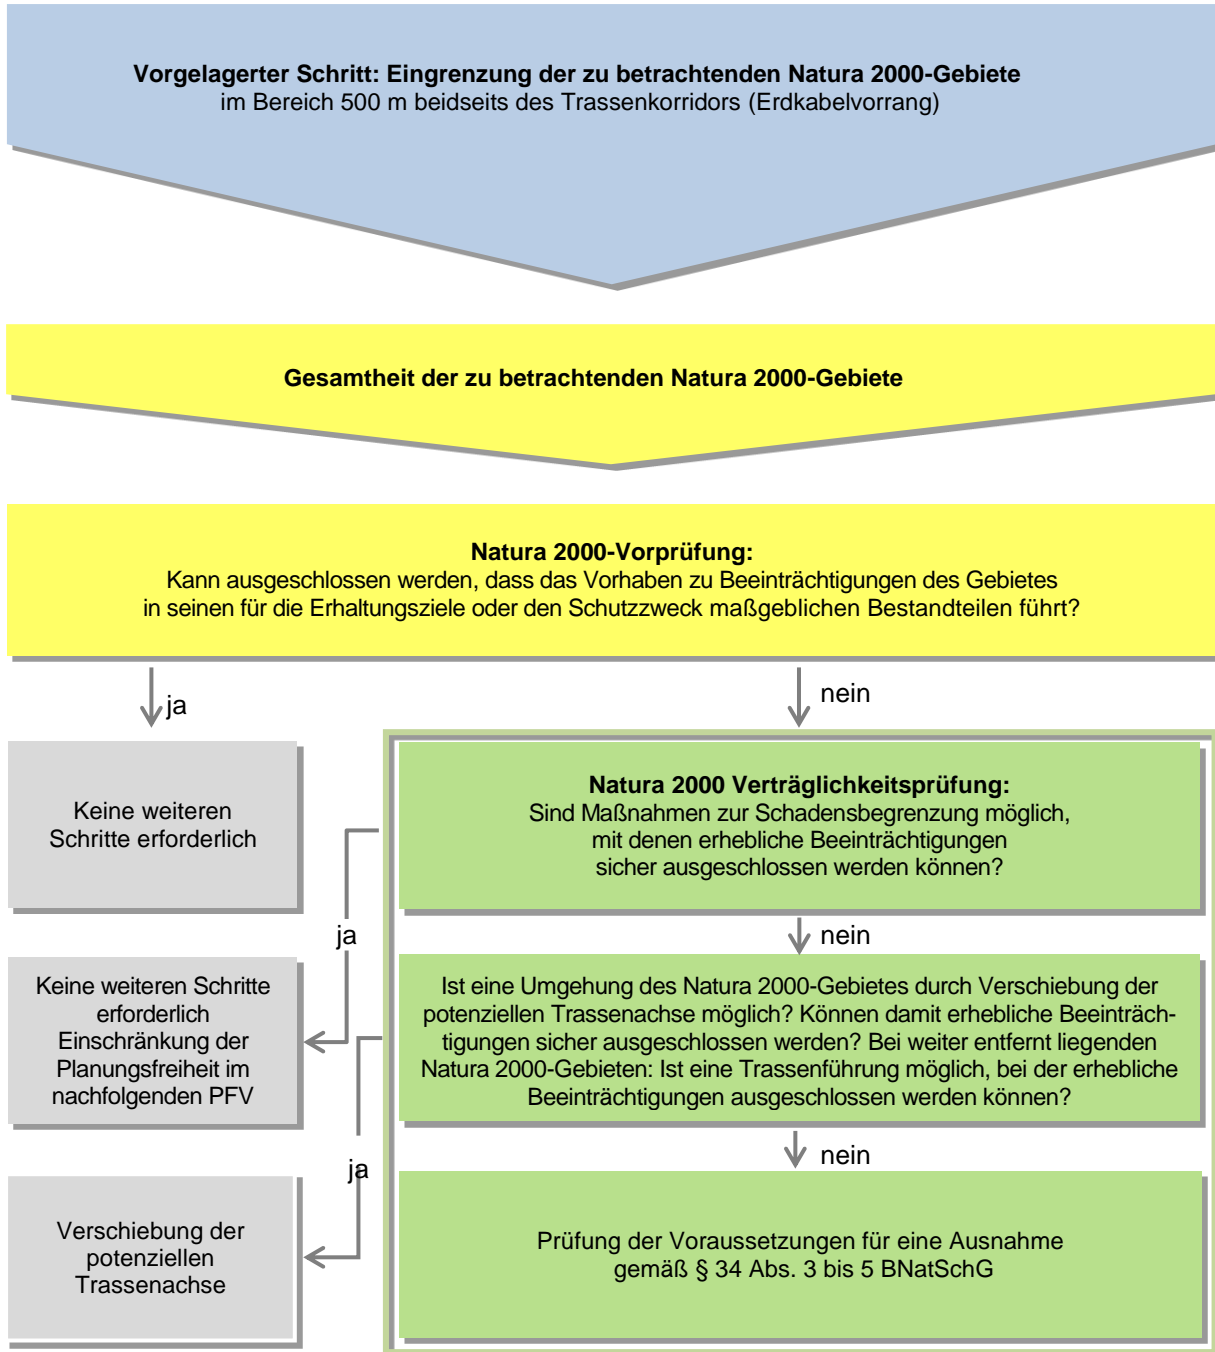 Vorgelagerter Schritt: Eingrenzung der zu betrachtenden Natura 2000-Gebiete
im Bereich 500 m beidseits des Trassenkorridors (Erdkabelvorrang)
Gesamtheit der zu betrachtenden Natura 2000-Gebiete
Natura 2000-Vorprüfung:
Kann ausgeschlossen werden, dass das Vorhaben zu Beeinträchtigungen des Gebietes
in seinen für die Erhaltungsziele oder den Schutzzweck maßgeblichen Bestandteilen führt?
ja
nein
Keine weiteren
Schritte erforderlich
Natura 2000 Verträglichkeitsprüfung:
Sind Maßnahmen zur Schadensbegrenzung möglich,
mit denen erhebliche Beeinträchtigungen
sicher ausgeschlossen werden können?
ja
nein
Keine weiteren Schritte
erforderlich
Einschränkung der
Planungsfreiheit im
nachfolgenden PFV
Ist eine Umgehung des Natura 2000-Gebietes durch Verschiebung der
potenziellen Trassenachse möglich? Können damit erhebliche Beeinträch-
tigungen sicher ausgeschlossen werden? Bei weiter entfernt liegenden
Natura 2000-Gebieten: Ist eine Trassenführung möglich, bei der erhebliche
Beeinträchtigungen ausgeschlossen werden können?
ja
nein
Verschiebung der
potenziellen
Trassenachse
Prüfung der Voraussetzungen für eine Ausnahme
gemäß § 34 Abs. 3 bis 5 BNatSchG